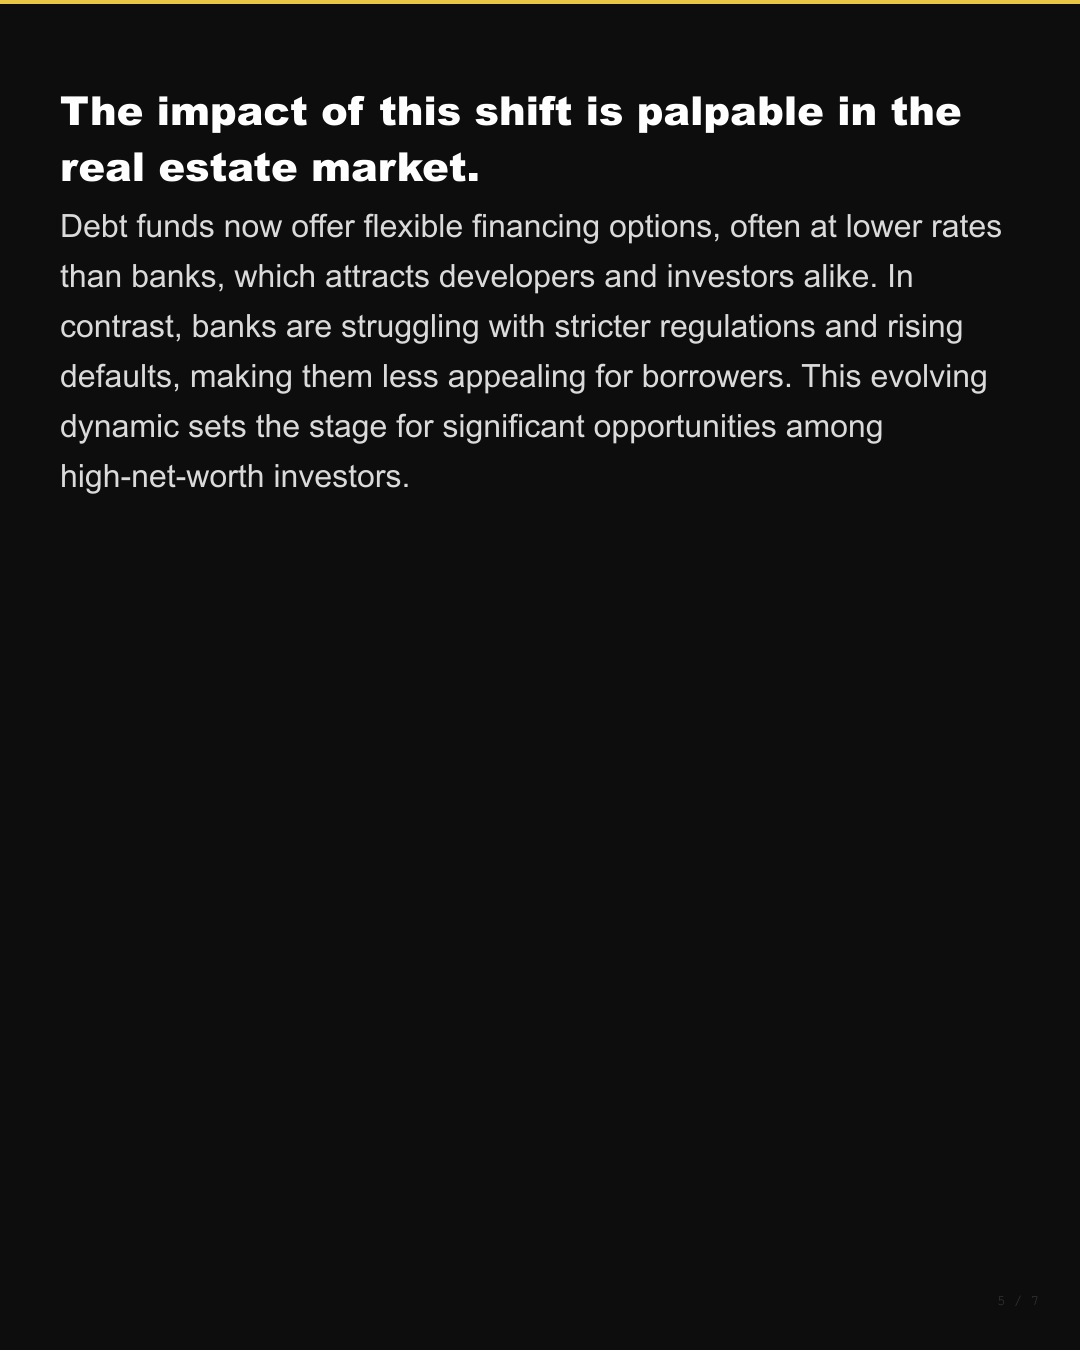 The impact of this shift is palpable in the
real estate market.
Debt funds now offer flexible financing options, often at lower rates
than banks, which attracts developers and investors alike. In
contrast, banks are struggling with stricter regulations and rising
defaults, making them less appealing for borrowers. This evolving
dynamic sets the stage for significant opportunities among
high-net-worth investors.
5 / 7